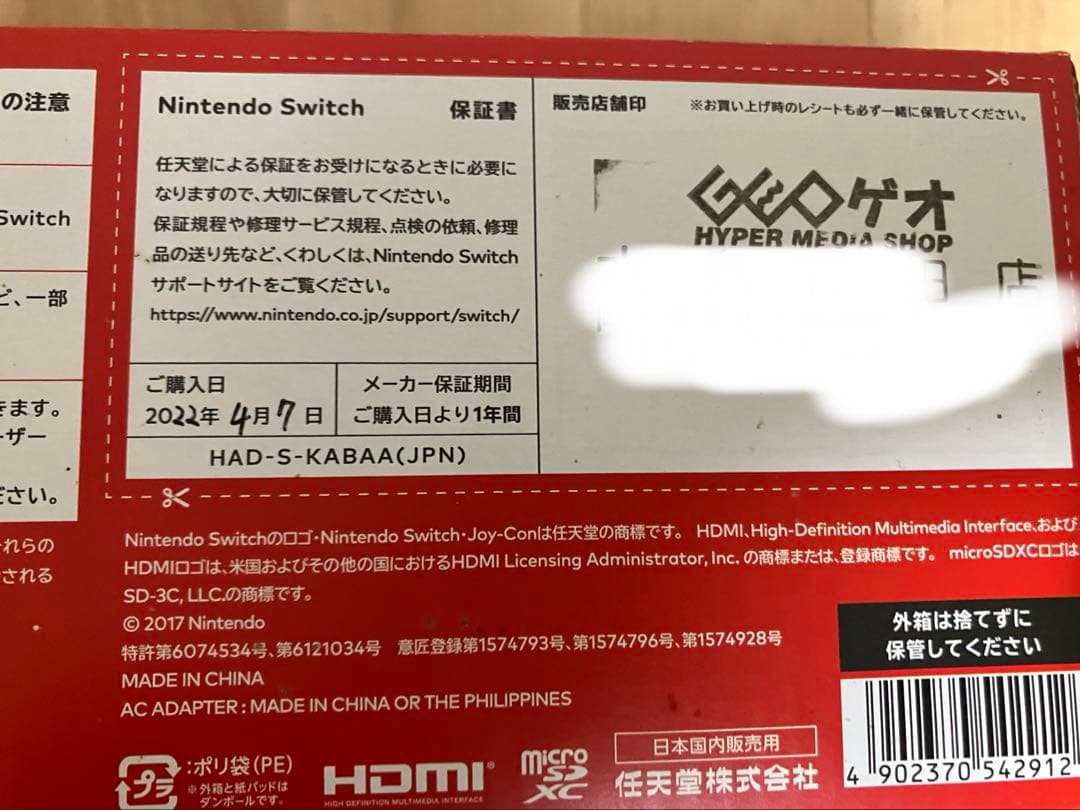 の注意
Switch
ど、一部
きます。
ーザー
ださい。
Nintendo Switch 保証書
任天堂による保証をお受けになるときに必要に
なりますので、大切に保管してください。
保証規程や修理サービス規程、点検の依頼、修理
品の送り先など、くわしくは、Nintendo Switch
サポートサイトをご覧ください。
https://www.nintendo.co.jp/support/switch/
ご購入日
2022年 4月 7日
メーカー保証期間
ご購入日より1年間
HAD-S-KABAA(JPN)
販売店舗印 ※お買い上げ時のレシートも必ず一緒に保管してください。
GEOゲオ
HYPER MEDIA SHOP
店
れらの
される
Nintendo Switchのロゴ・Nintendo Switch・Joy-Conは任天堂の商標です。 HDMI、High-Definition Multimedia Interface、および
HDMIロゴは、米国およびその他の国におけるHDMI Licensing Administrator, Inc. の商標または、登録商標です。 microSDXCロゴは
SD-3C, LLC.の商標です。
© 2017 Nintendo
特許第6074534号、第6121034号 意匠登録第1574793号、第1574796号、第1574928号
MADE IN CHINA
AC ADAPTER : MADE IN CHINA OR THE PHILIPPINES
外箱は捨てずに
保管してください
プラ
:ポリ袋(PE)
※外箱と紙パッドは
ダンボールです。
HDMI®
HIGH DEFINITION MULTIMEDIA INTERFACE
micro
SD
XC
日本国内販売用
任天堂株式会社
4 902370 542912